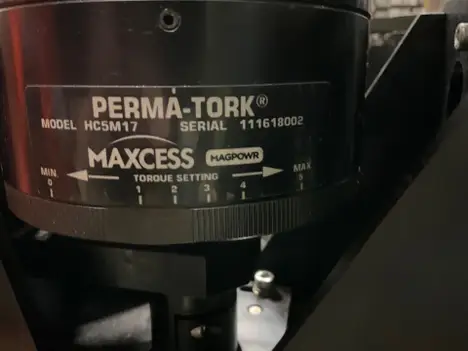 PERMA-TORK®
MODEL HC5M17 SERIAL 111618002
MAXCESS MAGPOWR
MIN. TORQUE SETTING MAX.
0 1 2 3 4 5